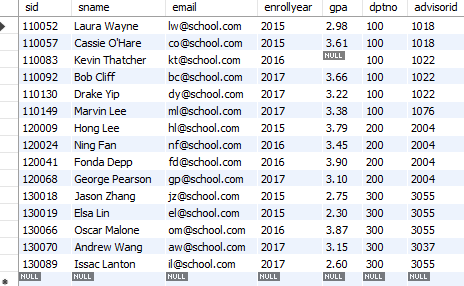 sid sname email enrollyear gpa dptno advisorid
110052 Laura Wayne lw@school.com 2015 2.98 100 1018
110057 Cassie O'Hare co@school.com 2015 3.61 100 1018
110083 Kevin Thatcher kt@school.com 2016 NULL 100 1022
110092 Bob Cliff bc@school.com 2017 3.66 100 1022
110130 Drake Yip dy@school.com 2017 3.22 100 1022
110149 Marvin Lee ml@school.com 2017 3.38 100 1076
120009 Hong Lee hl@school.com 2015 3.79 200 2004
120024 Ning Fan nf@school.com 2016 3.45 200 2004
120041 Fonda Depp fd@school.com 2016 3.90 200 2004
120068 George Pearson gp@school.com 2017 3.10 200 2004
130018 Jason Zhang jz@school.com 2015 2.75 300 3055
130019 Elsa Lin el@school.com 2015 2.30 300 3055
130066 Oscar Malone om@school.com 2016 3.87 300 3055
130070 Andrew Wang aw@school.com 2017 3.15 300 3037
130089 Issac Lanton il@school.com 2017 2.60 300 3055
NULL NULL NULL NULL NULL NULL NULL